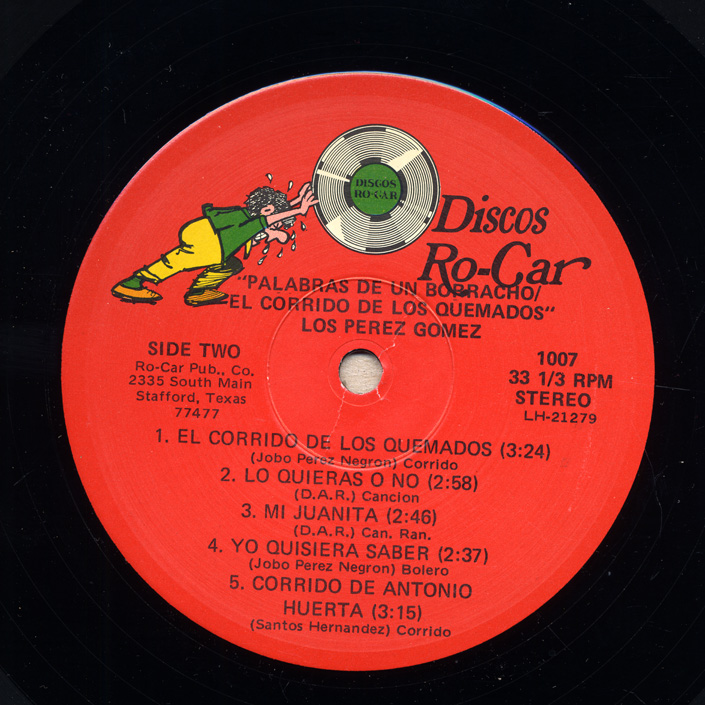 DISCOS
RO-CAR
Discos
Ro-Car
"PALABRAS DE UN BORRACHO/
EL CORRIDO DE LOS QUEMADOS"
LOS PEREZ GOMEZ
SIDE TWO
Ro-Car Pub., Co.
2335 South Main
Stafford, Texas
77477
1007
33 1/3 RPM
STEREO
LH-21279
1. EL CORRIDO DE LOS QUEMADOS (3:24)
(Jobo Perez Negron) Corrido
2. LO QUIERAS O NO (2:58)
(D.A.R.) Cancion
3. MI JUANITA (2:46)
(D.A.R.) Can. Ran.
4. YO QUISIERA SABER (2:37)
(Jobo Perez Negron) Bolero
5. CORRIDO DE ANTONIO
HUERTA (3:15)
(Santos Hernandez) Corrido